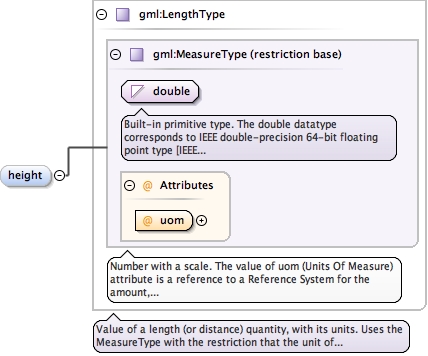 gml:LengthType
gml:MeasureType (restriction base)
double
Built-in primitive type. The double datatype
corresponds to IEEE double-precision 64-bit floating
point type [IEEE...
height
@ Attributes
uom
Number with a scale. The value of uom (Units Of Measure)
attribute is a reference to a Reference System for the
amount,...
Value of a length (or distance) quantity, with its units. Uses the
MeasureType with the restriction that the unit of...